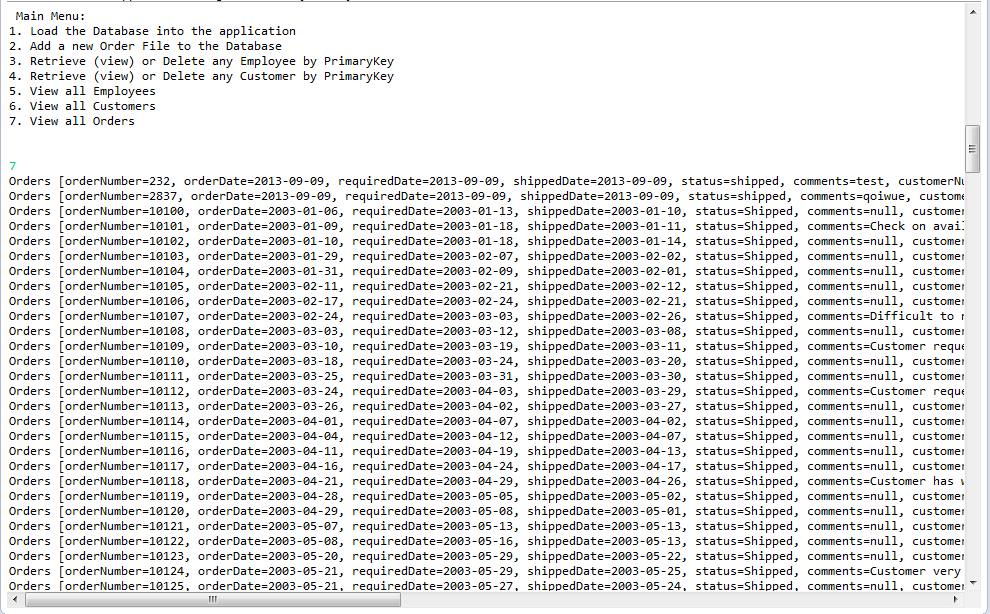 Main Menu:
1. Load the Database into the application
2. Add a new Order File to the Database
3. Retrieve (view) or Delete any Employee by PrimaryKey
4. Retrieve (view) or Delete any Customer by PrimaryKey
5. View all Employees
6. View all Customers
7. View all Orders
7
Orders [orderNumber=232, orderDate=2013-09-09, requiredDate=2013-09-09, shippedDate=2013-09-09, status=shipped, comments=test, customerNu
Orders [orderNumber=2837, orderDate=2013-09-09, requiredDate=2013-09-09, shippedDate=2013-09-09, status=shipped, comments=qoiwue, custome
Orders [orderNumber=10100, orderDate=2003-01-06, requiredDate=2003-01-13, shippedDate=2003-01-10, status=Shipped, comments=null, customer
Orders [orderNumber=10101, orderDate=2003-01-09, requiredDate=2003-01-18, shippedDate=2003-01-11, status=Shipped, comments=Check on avail
Orders [orderNumber=10102, orderDate=2003-01-10, requiredDate=2003-01-18, shippedDate=2003-01-14, status=Shipped, comments=null, customer
Orders [orderNumber=10103, orderDate=2003-01-29, requiredDate=2003-02-07, shippedDate=2003-02-02, status=Shipped, comments=null, customer
Orders [orderNumber=10104, orderDate=2003-01-31, requiredDate=2003-02-09, shippedDate=2003-02-01, status=Shipped, comments=null, customer
Orders [orderNumber=10105, orderDate=2003-02-11, requiredDate=2003-02-21, shippedDate=2003-02-12, status=Shipped, comments=null, customer
Orders [orderNumber=10106, orderDate=2003-02-17, requiredDate=2003-02-24, shippedDate=2003-02-21, status=Shipped, comments=null, customer
Orders [orderNumber=10107, orderDate=2003-02-24, requiredDate=2003-03-03, shippedDate=2003-02-26, status=Shipped, comments=Difficult to n
Orders [orderNumber=10108, orderDate=2003-03-03, requiredDate=2003-03-12, shippedDate=2003-03-08, status=Shipped, comments=null, customer
Orders [orderNumber=10109, orderDate=2003-03-10, requiredDate=2003-03-19, shippedDate=2003-03-11, status=Shipped, comments=Customer reque
Orders [orderNumber=10110, orderDate=2003-03-18, requiredDate=2003-03-24, shippedDate=2003-03-20, status=Shipped, comments=null, customer
Orders [orderNumber=10111, orderDate=2003-03-25, requiredDate=2003-03-31, shippedDate=2003-03-30, status=Shipped, comments=null, customer
Orders [orderNumber=10112, orderDate=2003-03-24, requiredDate=2003-04-03, shippedDate=2003-03-29, status=Shipped, comments=Customer reque
Orders [orderNumber=10113, orderDate=2003-03-26, requiredDate=2003-04-02, shippedDate=2003-03-27, status=Shipped, comments=null, customer
Orders [orderNumber=10114, orderDate=2003-04-01, requiredDate=2003-04-07, shippedDate=2003-04-02, status=Shipped, comments=null, customer
Orders [orderNumber=10115, orderDate=2003-04-04, requiredDate=2003-04-12, shippedDate=2003-04-07, status=Shipped, comments=null, customer
Orders [orderNumber=10116, orderDate=2003-04-11, requiredDate=2003-04-19, shippedDate=2003-04-13, status=Shipped, comments=null, customer
Orders [orderNumber=10117, orderDate=2003-04-16, requiredDate=2003-04-24, shippedDate=2003-04-17, status=Shipped, comments=null, customer
Orders [orderNumber=10118, orderDate=2003-04-21, requiredDate=2003-04-29, shippedDate=2003-04-26, status=Shipped, comments=Customer has w
Orders [orderNumber=10119, orderDate=2003-04-28, requiredDate=2003-05-05, shippedDate=2003-05-02, status=Shipped, comments=null, customer
Orders [orderNumber=10120, orderDate=2003-04-29, requiredDate=2003-05-08, shippedDate=2003-05-01, status=Shipped, comments=null, customer
Orders [orderNumber=10121, orderDate=2003-05-07, requiredDate=2003-05-13, shippedDate=2003-05-13, status=Shipped, comments=null, customer
Orders [orderNumber=10122, orderDate=2003-05-08, requiredDate=2003-05-16, shippedDate=2003-05-13, status=Shipped, comments=null, customer
Orders [orderNumber=10123, orderDate=2003-05-20, requiredDate=2003-05-29, shippedDate=2003-05-22, status=Shipped, comments=null, customer
Orders [orderNumber=10124, orderDate=2003-05-21, requiredDate=2003-05-29, shippedDate=2003-05-25, status=Shipped, comments=Customer very
Orders [orderNumber=10125, orderDate=2003-05-21, requiredDate=2003-05-27, shippedDate=2003-05-24, status=Shipped, comments=null, customer